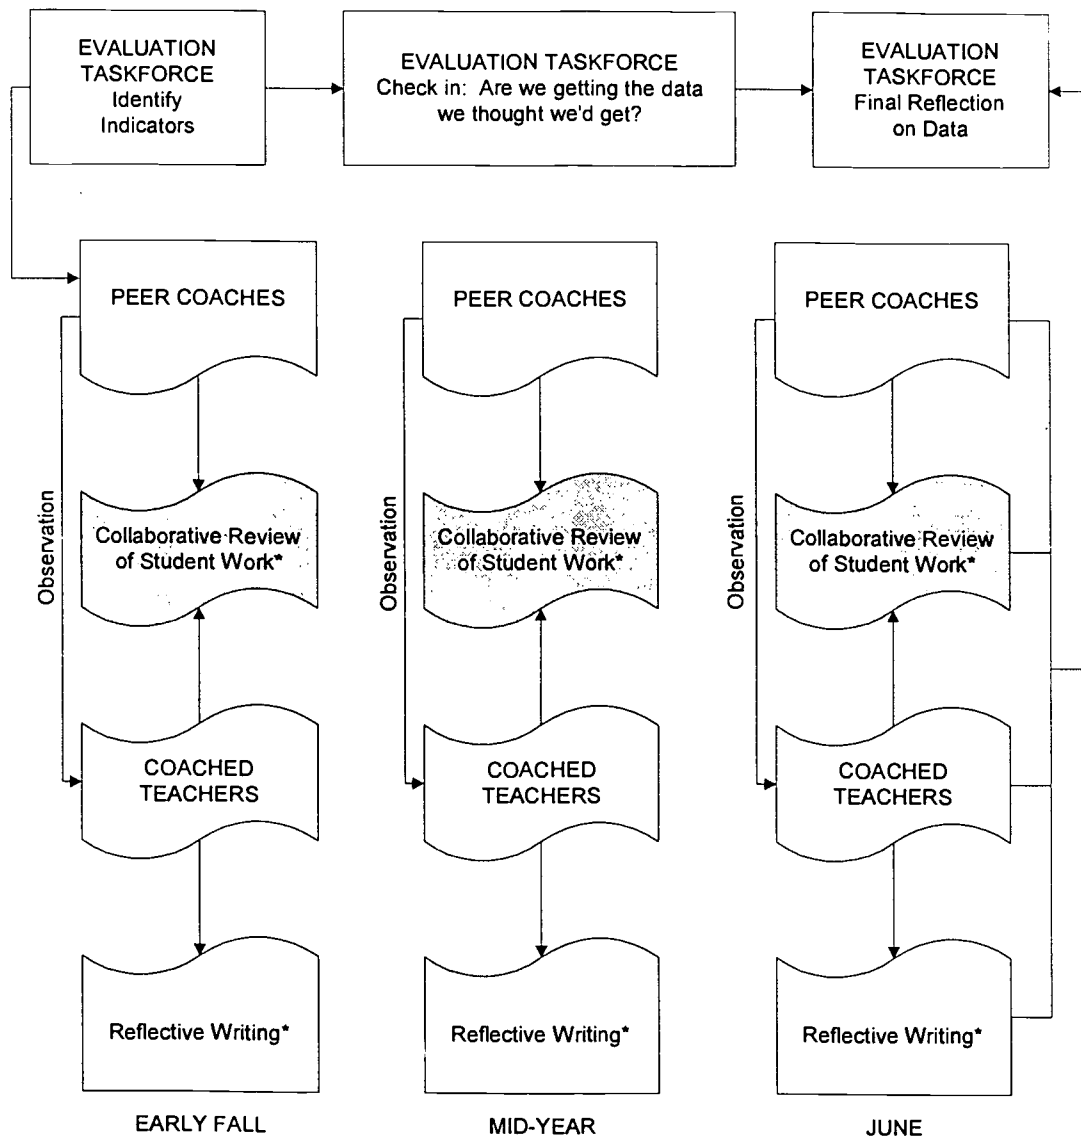 EVALUATION
TASKFORCE
Identify
Indicators
EVALUATION TASKFORCE
Check in: Are we getting the data
we thought we'd get?
EVALUATION
TASKFORCE
Final Reflection
on Data
PEER COACHES
PEER COACHES
PEER COACHES
Observation
Collaborative Review
of Student Work*
Observation
Collaborative Review
of Student Work*
Observation
Collaborative Review
of Student Work*
COACHED
TEACHERS
COACHED
TEACHERS
COACHED
TEACHERS
Reflective Writing*
Reflective Writing*
Reflective Writing*
EARLY FALL
MID-YEAR
JUNE